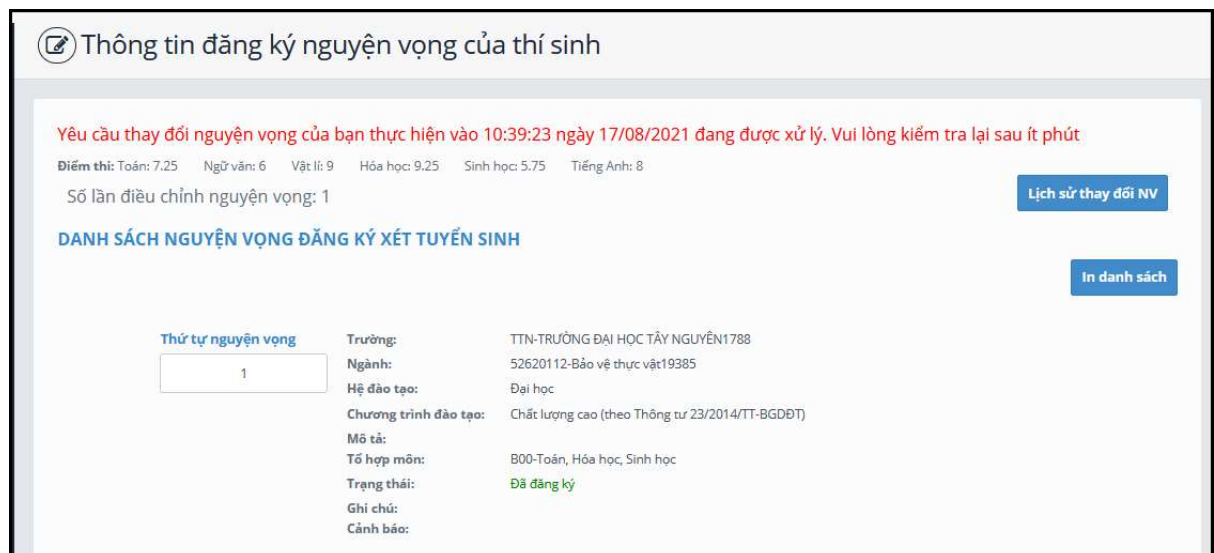 Thông tin đăng ký nguyện vọng của thí sinh
Yêu cầu thay đổi nguyện vọng của bạn thực hiện vào 10:39:23 ngày 17/08/2021 đang được xử lý. Vui lòng kiểm tra lại sau ít phút
Điểm thi: Toán: 7.25 Ngữ văn: 6 Vật lí: 9 Hóa học: 9.25 Sinh học: 5.75 Tiếng Anh: 8
Số lần điều chỉnh nguyện vọng: 1
Lịch sử thay đổi NV
DANH SÁCH NGUYỆN VỌNG ĐĂNG KÝ XÉT TUYỂN SINH
In danh sách
Thứ tự nguyện vọng
1
Trường: TTN-TRƯỜNG ĐẠI HỌC TÂY NGUYÊN1788
Ngành: 52620112-Bảo vệ thực vật19385
Hệ đào tạo: Đại học
Chương trình đào tạo: Chất lượng cao (theo Thông tư 23/2014/TT-BGDĐT)
Mô tả:
Tổ hợp môn: B00-Toán, Hóa học, Sinh học
Trạng thái: Đã đăng ký
Ghi chú:
Cảnh báo: